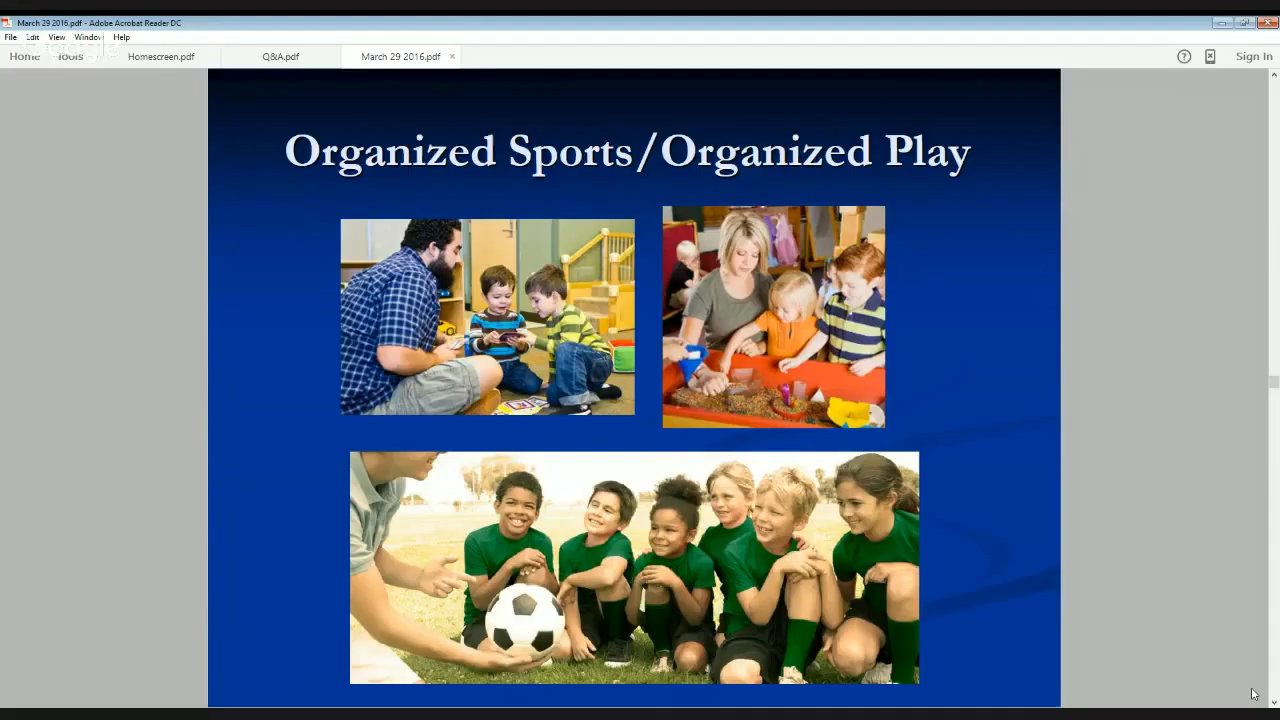 March 29 2016.pdf - Adobe Acrobat Reader DC
File Edit View Window Help
Home Tools Homescreen.pdf Q&A.pdf March 29 2016.pdf × ? Sign In
Organized Sports/Organized Play